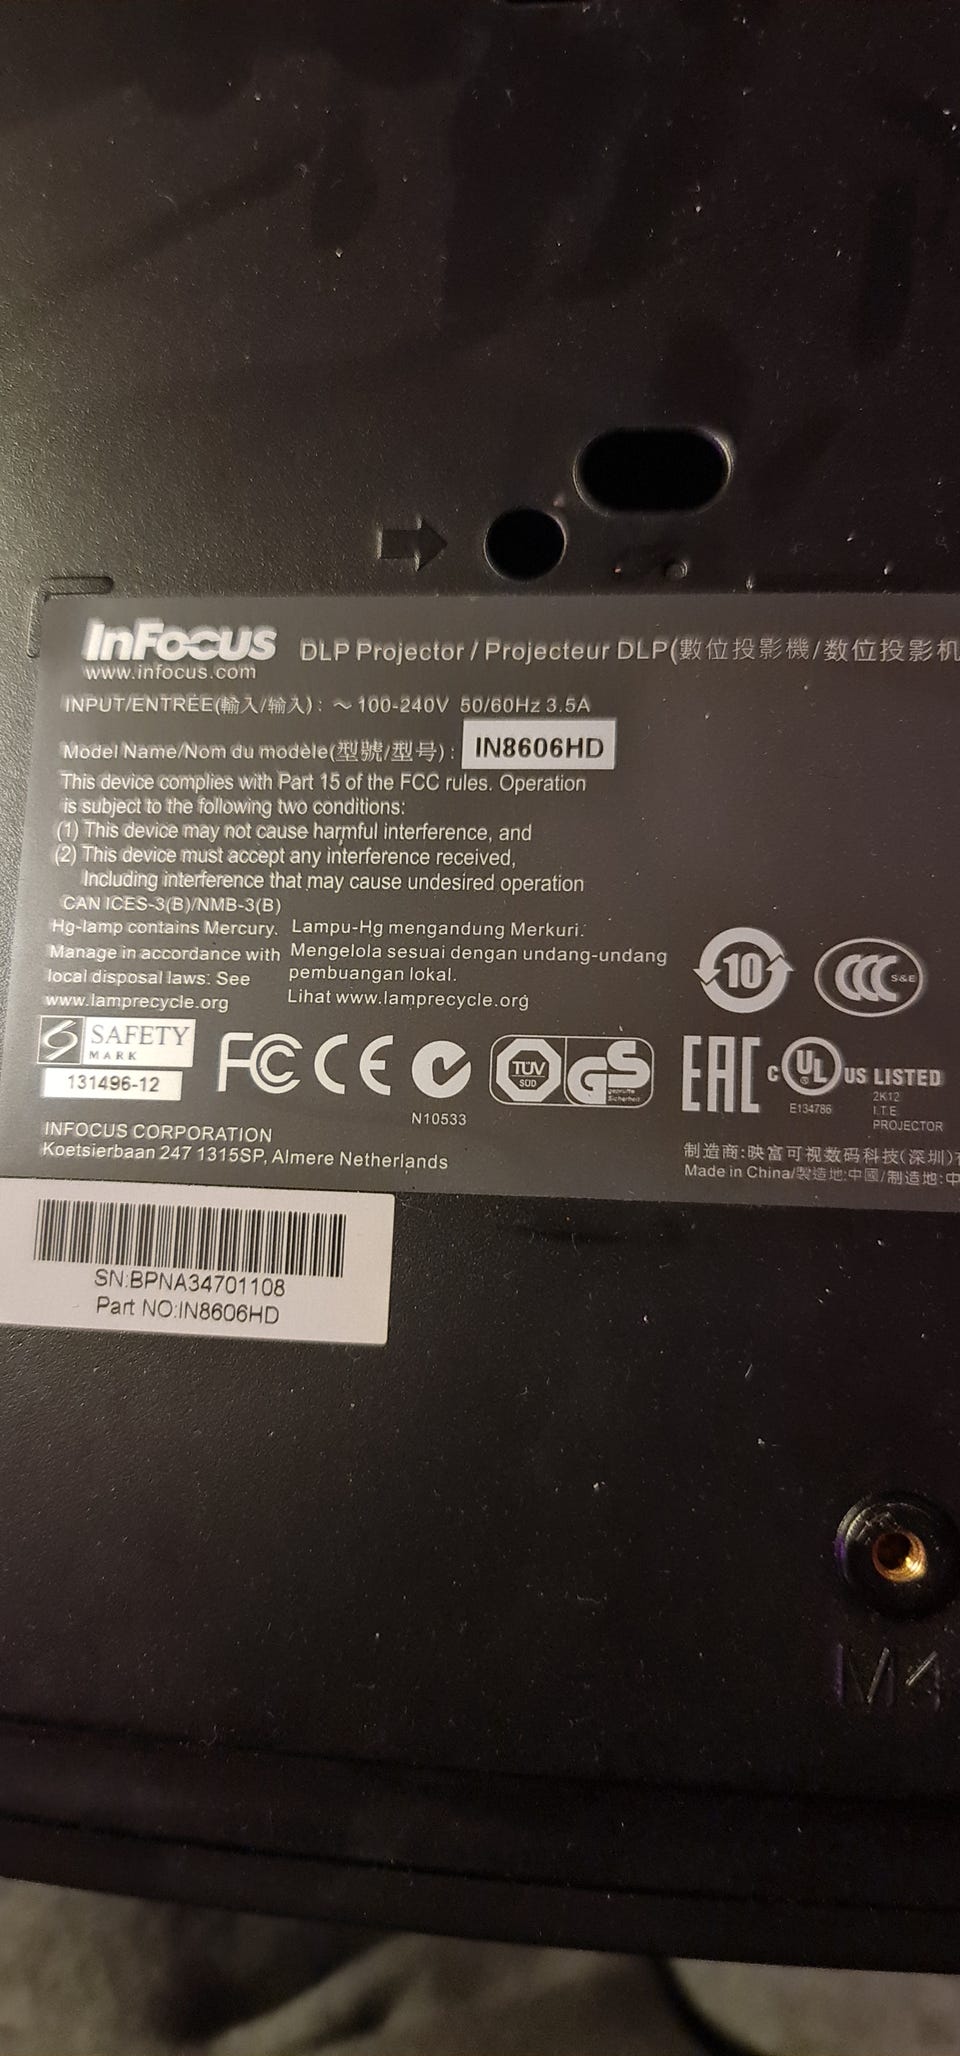 InFocus
www.infocus.com
DLP Projector / Projecteur DLP(數位投影機/数位投影机
INPUT/ENTRÉE(輸入/输入) : ～100-240V 50/60Hz 3.5A
Model Name/Nom du modèle(型號/型号) : IN8606HD
This device complies with Part 15 of the FCC rules. Operation
is subject to the following two conditions:
(1) This device may not cause harmful interference, and
(2) This device must accept any interference received,
Including interference that may cause undesired operation
CAN ICES-3(B)/NMB-3(B)
Hg-lamp contains Mercury.
Manage in accordance with
local disposal laws: See
www.lamprecycle.org
Lampu-Hg mengandung Merkuri.
Mengelola sesuai dengan undang-undang
pembuangan lokal.
Lihat www.lamprecycle.org
10
CCC S&E
SAFETY
MARK
131496-12
FC CE
N10533
TÜV
SÜD
GS
geprüfte
Sicherheit
EAC
c UL ® US LISTED
E134786
2K12
I.T.E.
PROJECTOR
INFOCUS CORPORATION
Koetsierbaan 247 1315SP, Almere Netherlands
制造商:映富可视数码科技(深圳)
Made in China/製造地:中國/制造地:中
SN:BPNA34701108
Part NO:IN8606HD
M4